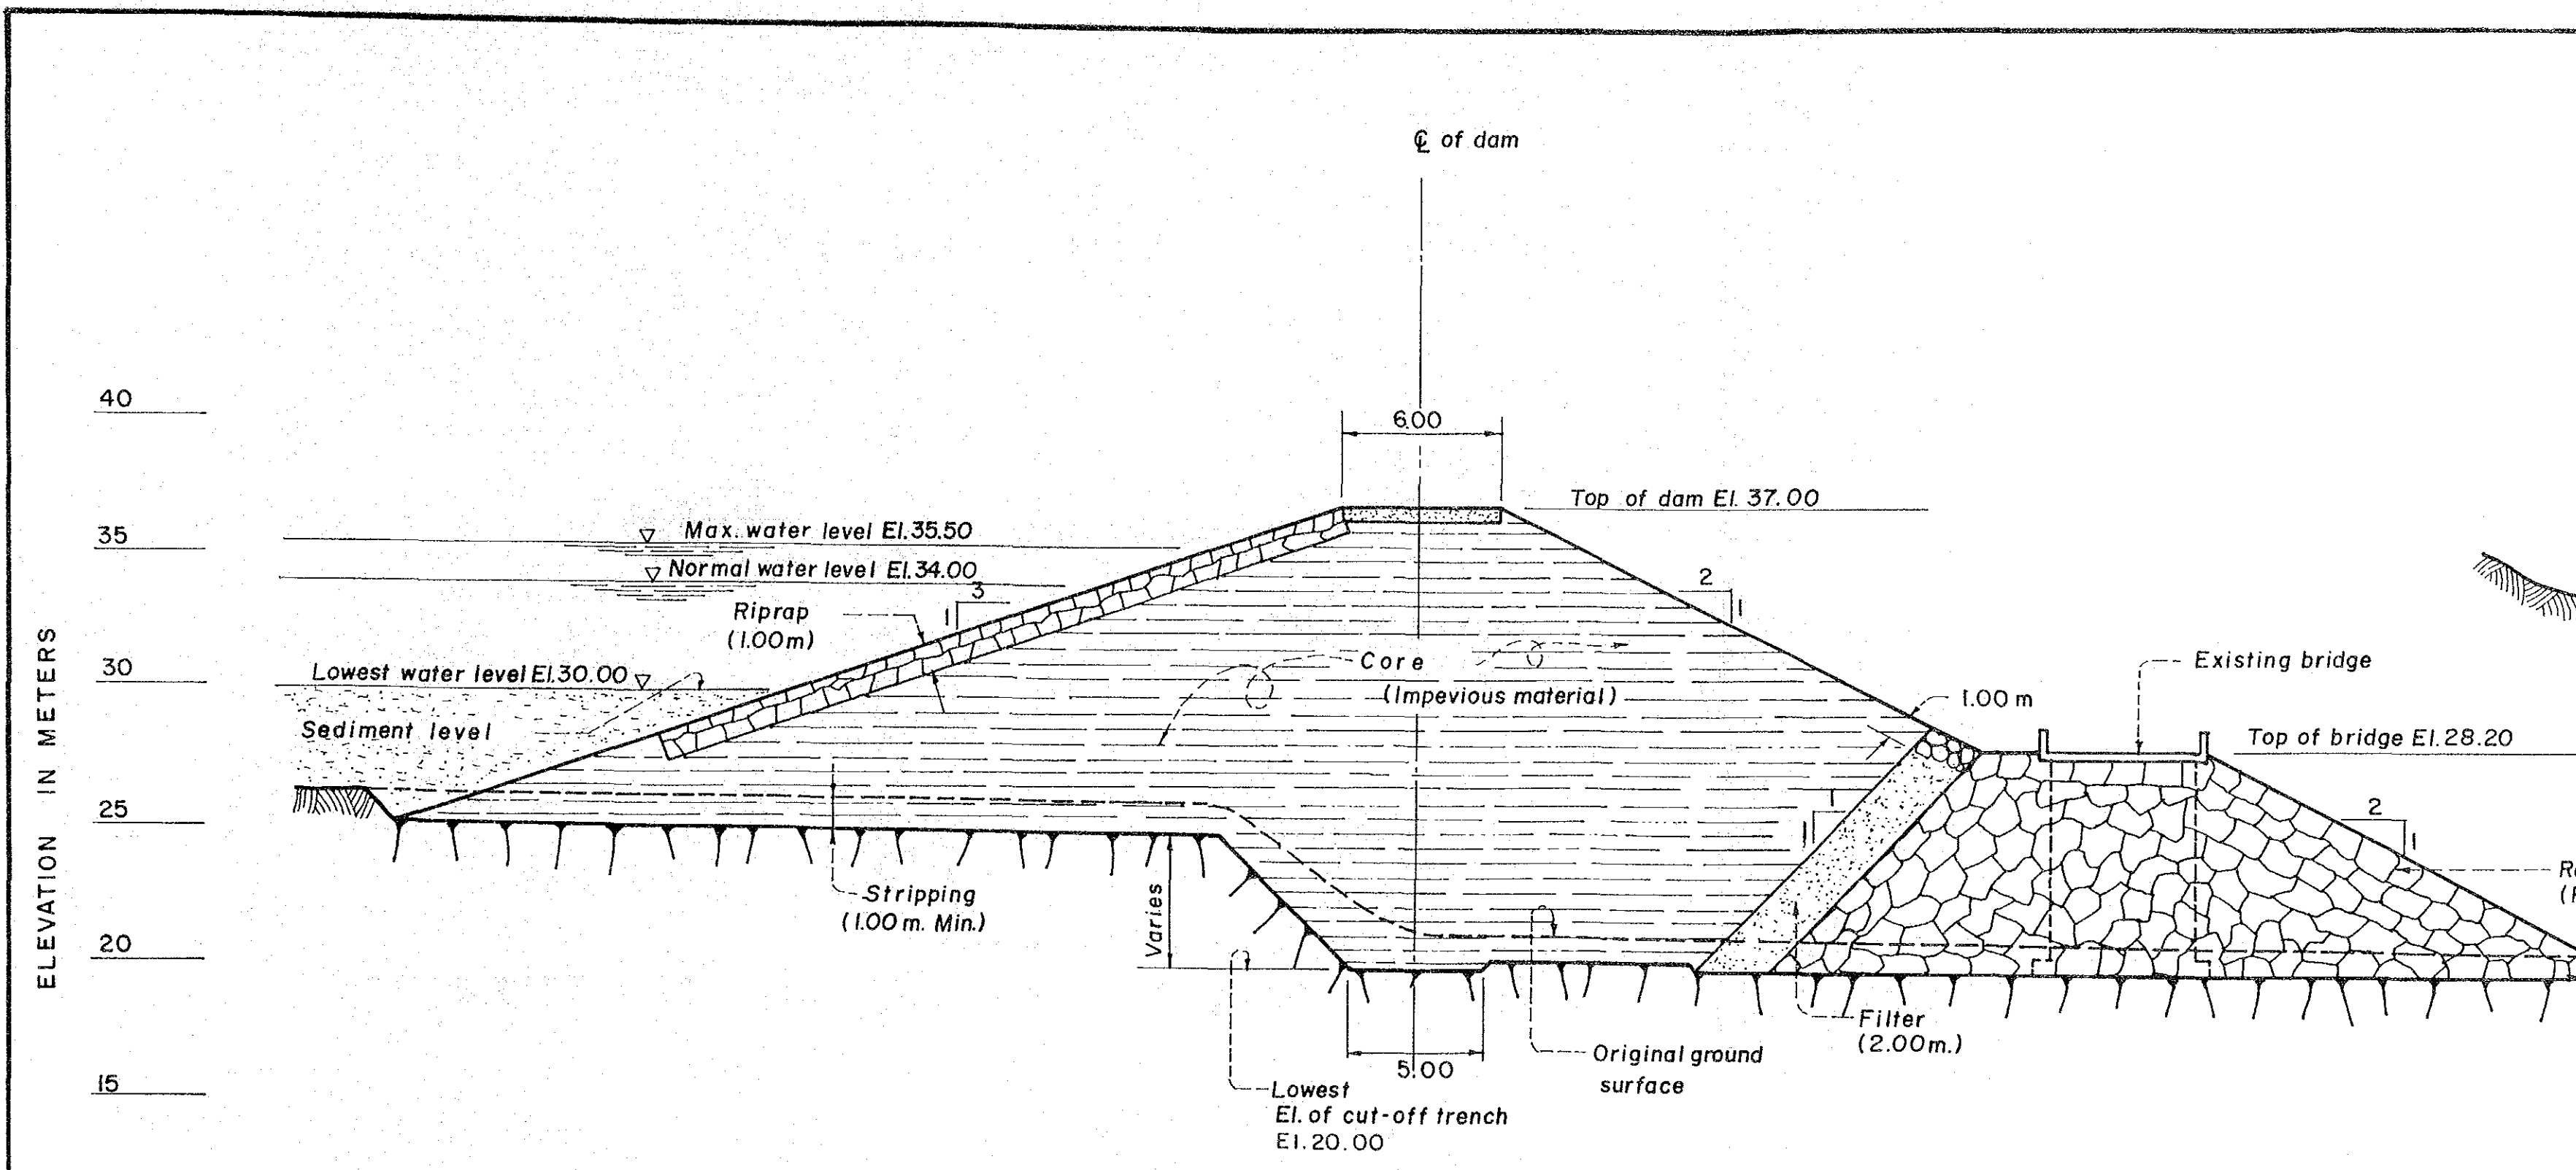 ℄ of dam
40
6.00
Top of dam El. 37.00
35
Max. water level El. 35.50
Normal water level El. 34.00
3
1
2
1
Riprap
(1.00m)
ELEVATION IN METERS
30
Lowest water level El. 30.00
Core
(Impevious material)
Existing bridge
1.00 m
Sediment level
Top of bridge El. 28.20
25
1
1
2
1
Stripping
(1.00 m. Min.)
Varies
20
Filter
(2.00m.)
Original ground
surface
5.00
15
Lowest
El. of cut-off trench
El. 20.00